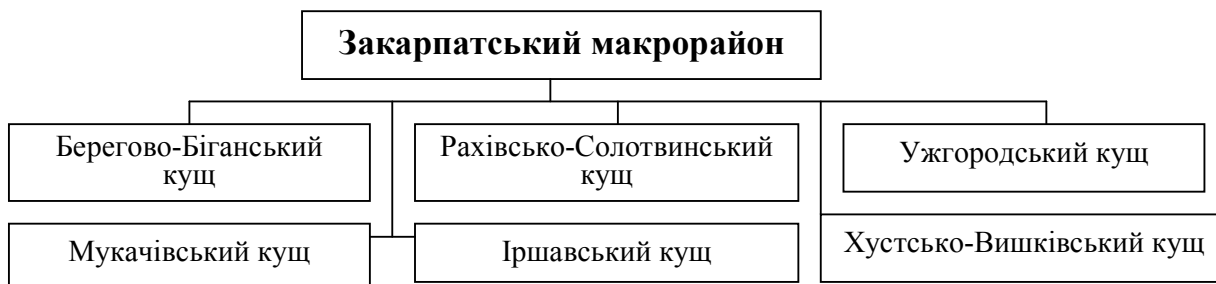 Закарпатський макрорайон
Берегово-Біганський
кущ
Рахівсько-Солотвинський
кущ
Ужгородський кущ
Мукачівський кущ
Іршавський кущ
Хустсько-Вишківський кущ